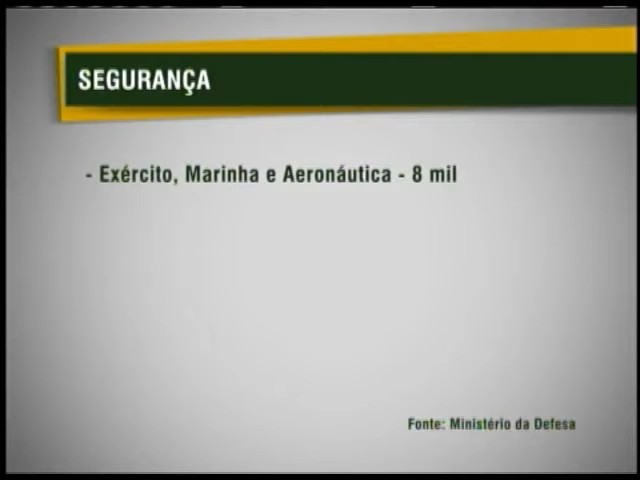 SEGURANÇA
- Exército, Marinha e Aeronáutica - 8 mil
Fonte: Ministério da Defesa